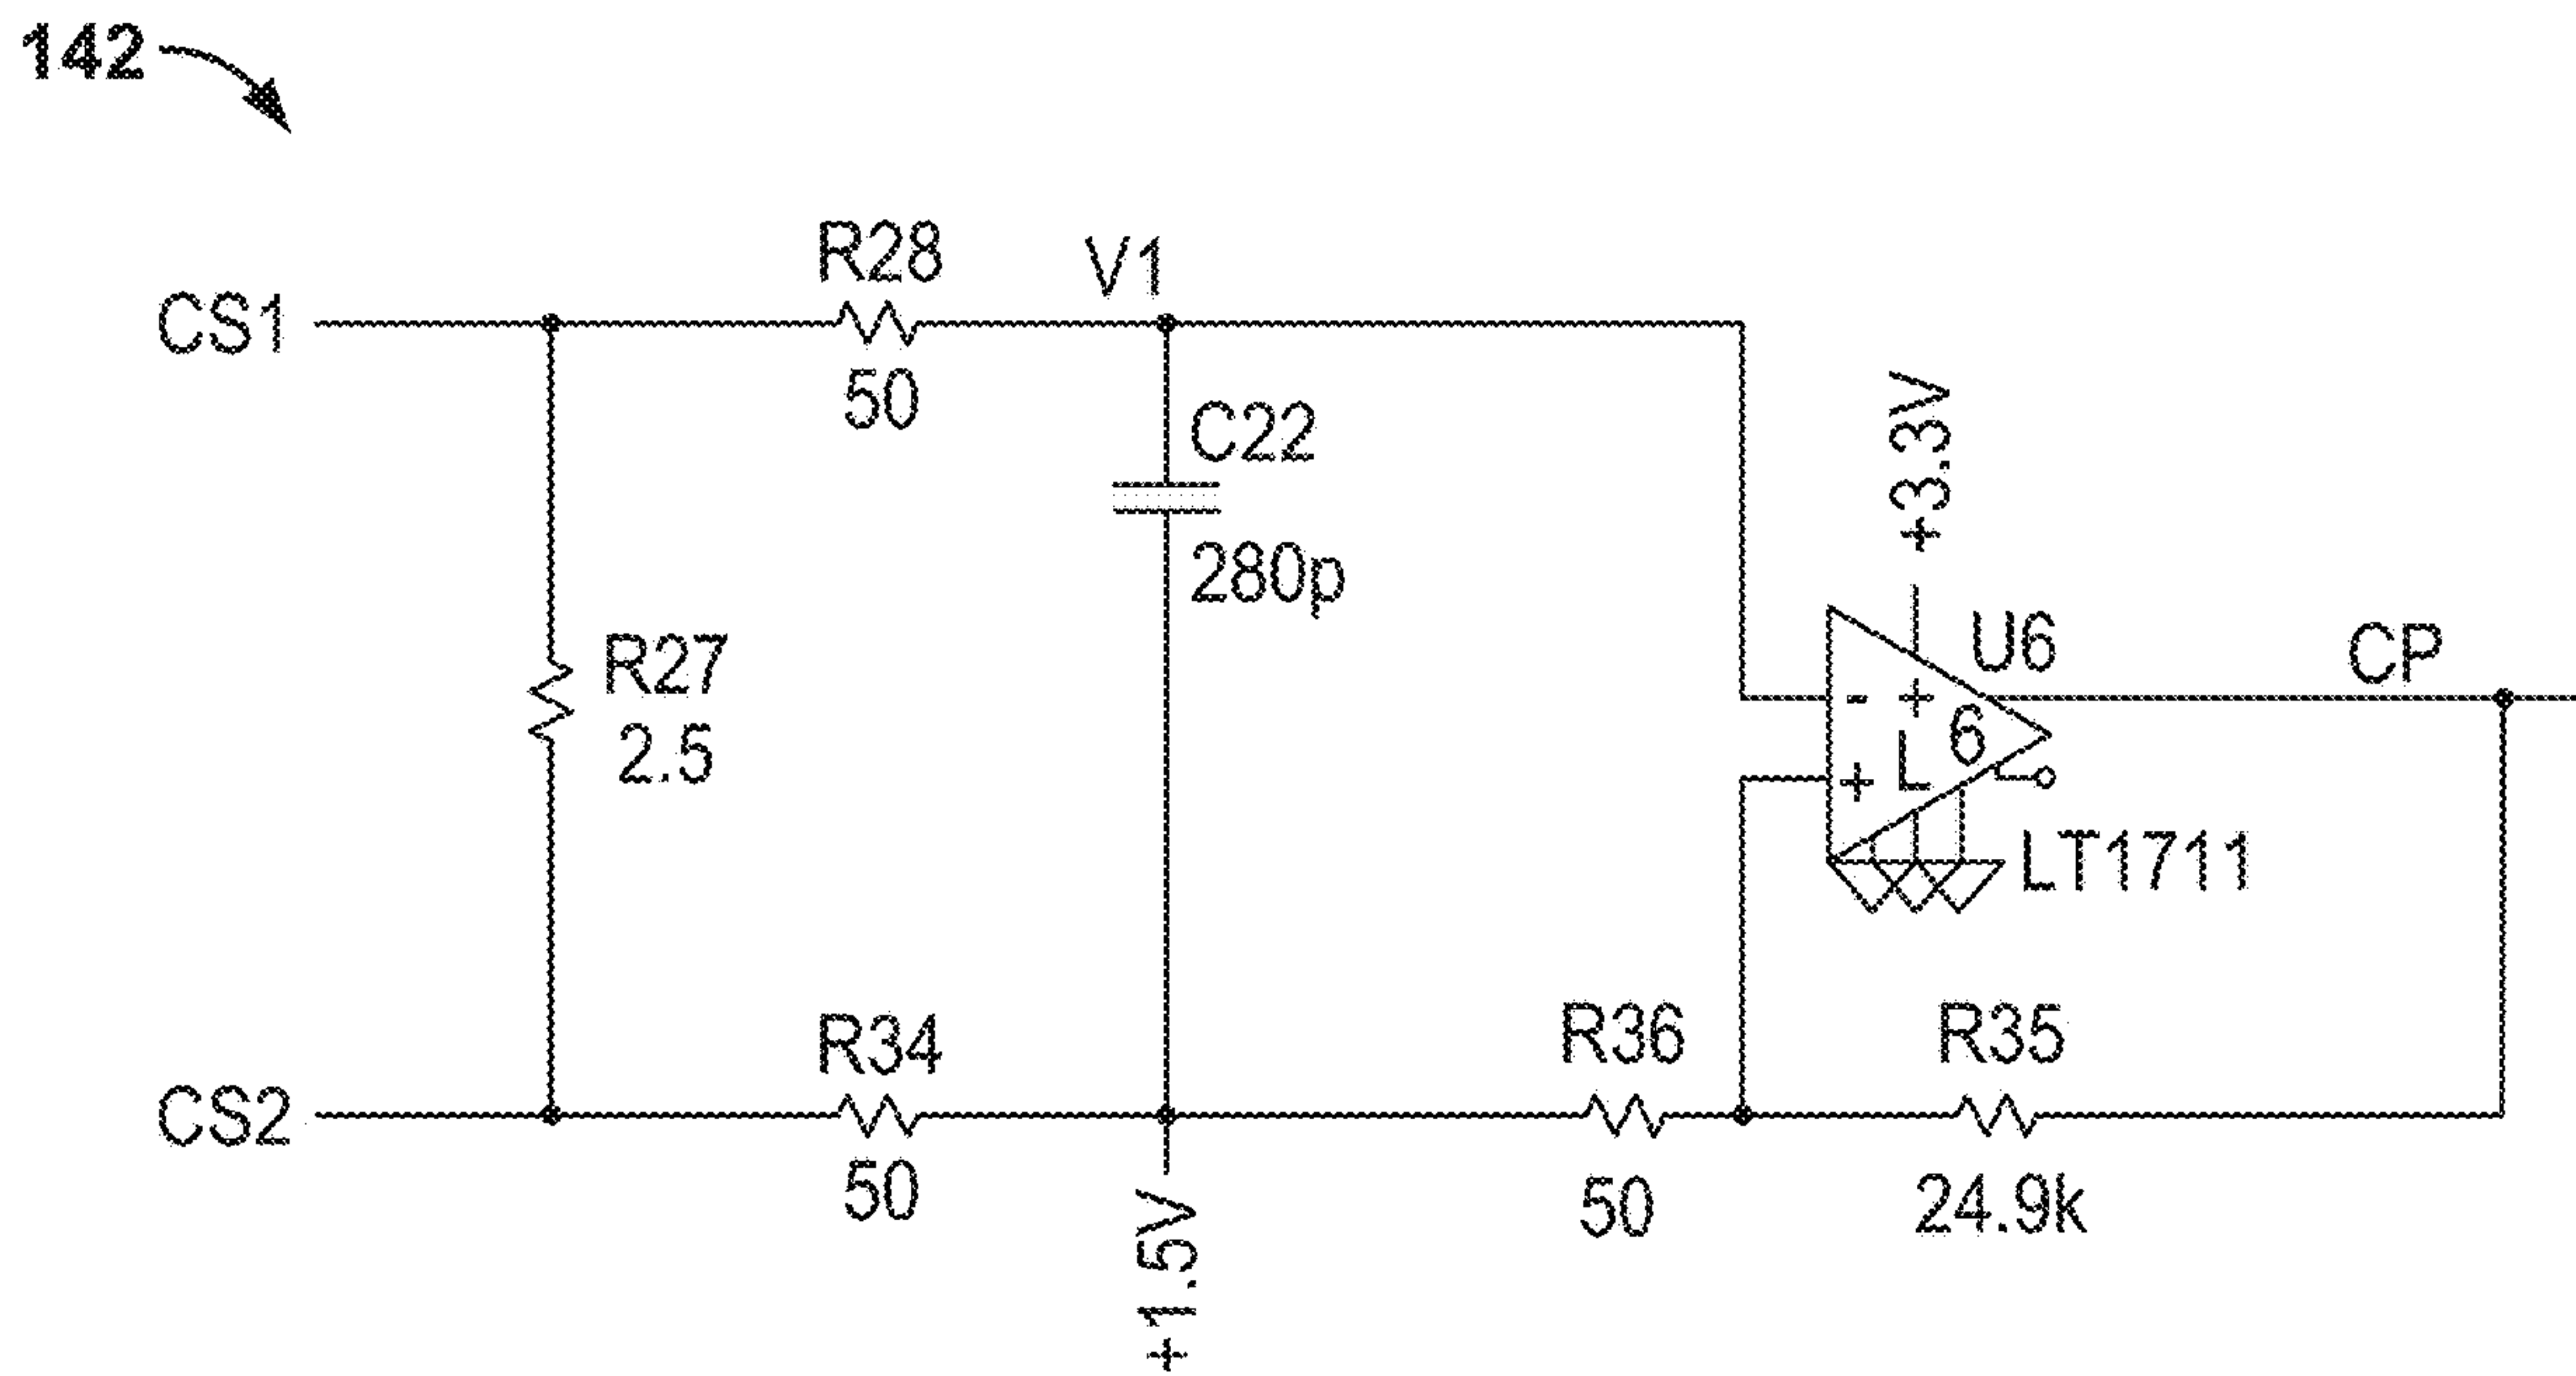 142
R28
V1
CS1
50
C22
+3.3V
280p
R27
2.5
U6
CP
- +
6
+ L
LT1711
R34
R36
R35
CS2
50
50
24.9k
+1.5V